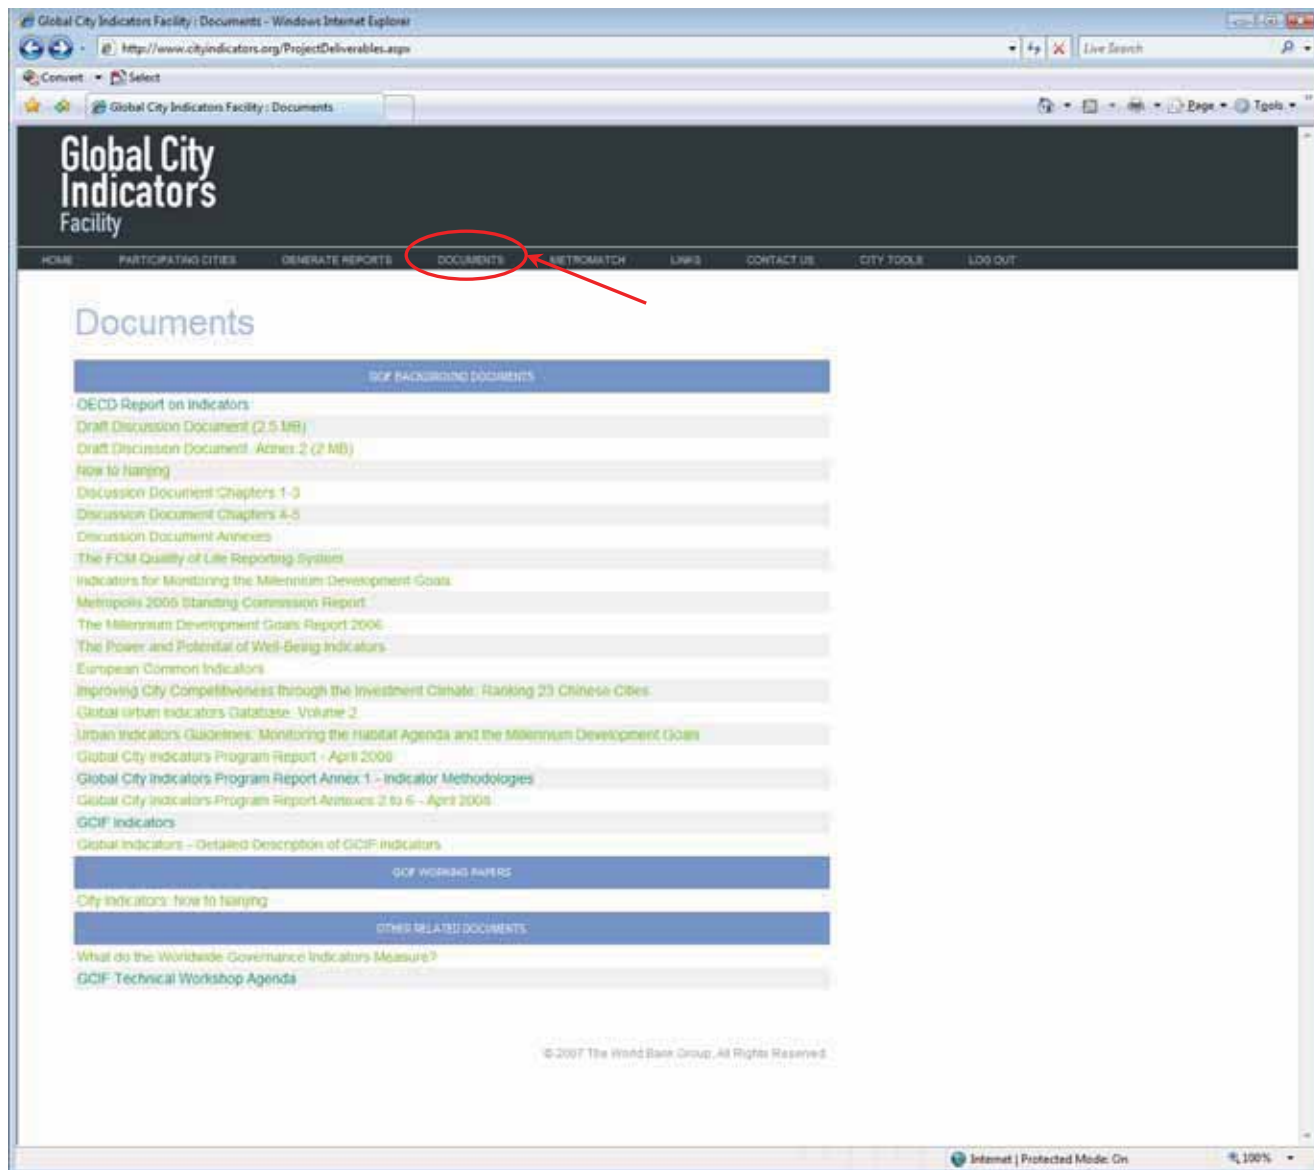 Global City Indicators Facility : Documents - Windows Internet Explorer
http://www.cityindicators.org/ProjectDeliverables.aspx
Live Search
Convert
Select
Global City Indicators Facility : Documents
Page
Tools
Global City
Indicators
Facility
HOME PARTICIPATING CITIES GENERATE REPORTS DOCUMENTS METROMATCH LINKS CONTACT US CITY TOOLS LOG OUT
Documents
GCIF BACKGROUND DOCUMENTS
OECD Report on Indicators
Draft Discussion Document (2.5 MB)
Draft Discussion Document: Annex 2 (2 MB)
Now to Nanjing
Discussion Document Chapters 1-3
Discussion Document Chapters 4-5
Discussion Document Annexes
The FCM Quality of Life Reporting System
Indicators for Monitoring the Millennium Development Goals
Metropolis 2005 Standing Commission Report
The Millennium Development Goals Report 2006
The Power and Potential of Well-Being Indicators
European Common Indicators
Improving City Competitiveness through the Investment Climate: Ranking 23 Chinese Cities
Global Urban Indicators Database: Volume 2
Urban Indicators Guidelines: Monitoring the Habitat Agenda and the Millennium Development Goals
Global City Indicators Program Report - April 2008
Global City Indicators Program Report Annex 1 - Indicator Methodologies
Global City Indicators Program Report Annexes 2 to 6 - April 2008
GCIF Indicators
Global Indicators - Detailed Description of GCIF Indicators
GCIF WORKING PAPERS
City Indicators: Now to Nanjing
OTHER RELATED DOCUMENTS
What do the Worldwide Governance Indicators Measure?
GCIF Technical Workshop Agenda
© 2007 The World Bank Group, All Rights Reserved.
Internet | Protected Mode: On
100%